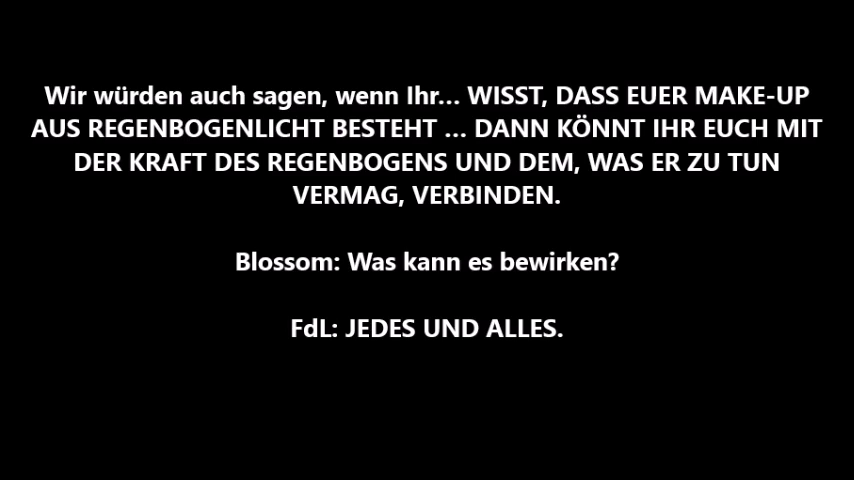 Wir würden auch sagen, wenn Ihr... WISST, DASS EUER MAKE-UP
AUS REGENBOGENLICHT BESTEHT ... DANN KÖNNT IHR EUCH MIT
DER KRAFT DES REGENBOGENS UND DEM, WAS ER ZU TUN
VERMAG, VERBINDEN.
Blossom: Was kann es bewirken?
FdL: JEDES UND ALLES.